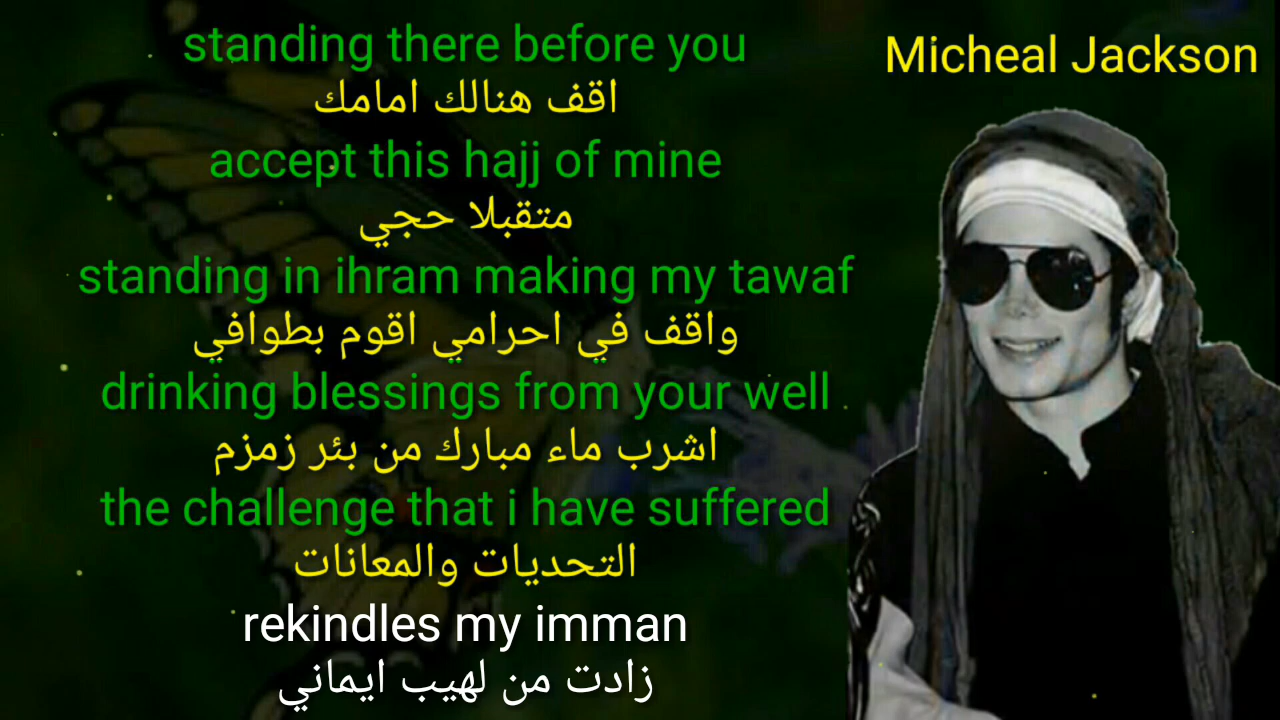 standing there before you
اقف هنالك امامك
accept this hajj of mine
متقبلا حجي
standing in ihram making my tawaf
واقف في احرامي اقوم بطوافي
drinking blessings from your well
اشرب ماء مبارك من بئر زمزم
the challenge that i have suffered
التحديات والمعانات
rekindles my imman
زادت من لهيب ايماني
Micheal Jackson